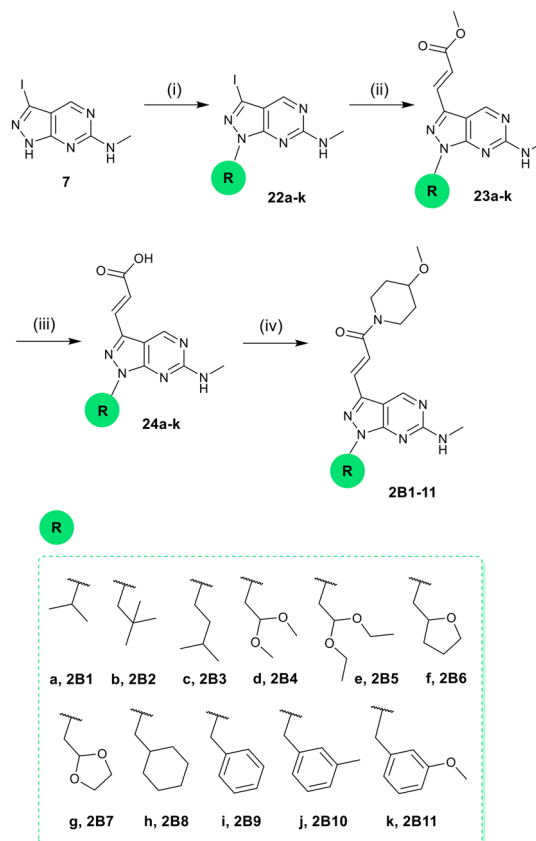 (i)
(ii)
7
22a-k
23a-k
R
R
I
N
N
N
H
N
N
H
I
N
N
N
N
N
H
O
O
N
N
N
N
N
H
(iii)
(iv)
24a-k
2B1-11
R
R
O
OH
N
N
N
N
N
H
O
N
O
N
N
N
N
N
H
R
a, 2B1
b, 2B2
c, 2B3
d, 2B4
e, 2B5
f, 2B6
O
O
O
O
O
g, 2B7
h, 2B8
i, 2B9
j, 2B10
k, 2B11
O
O
O